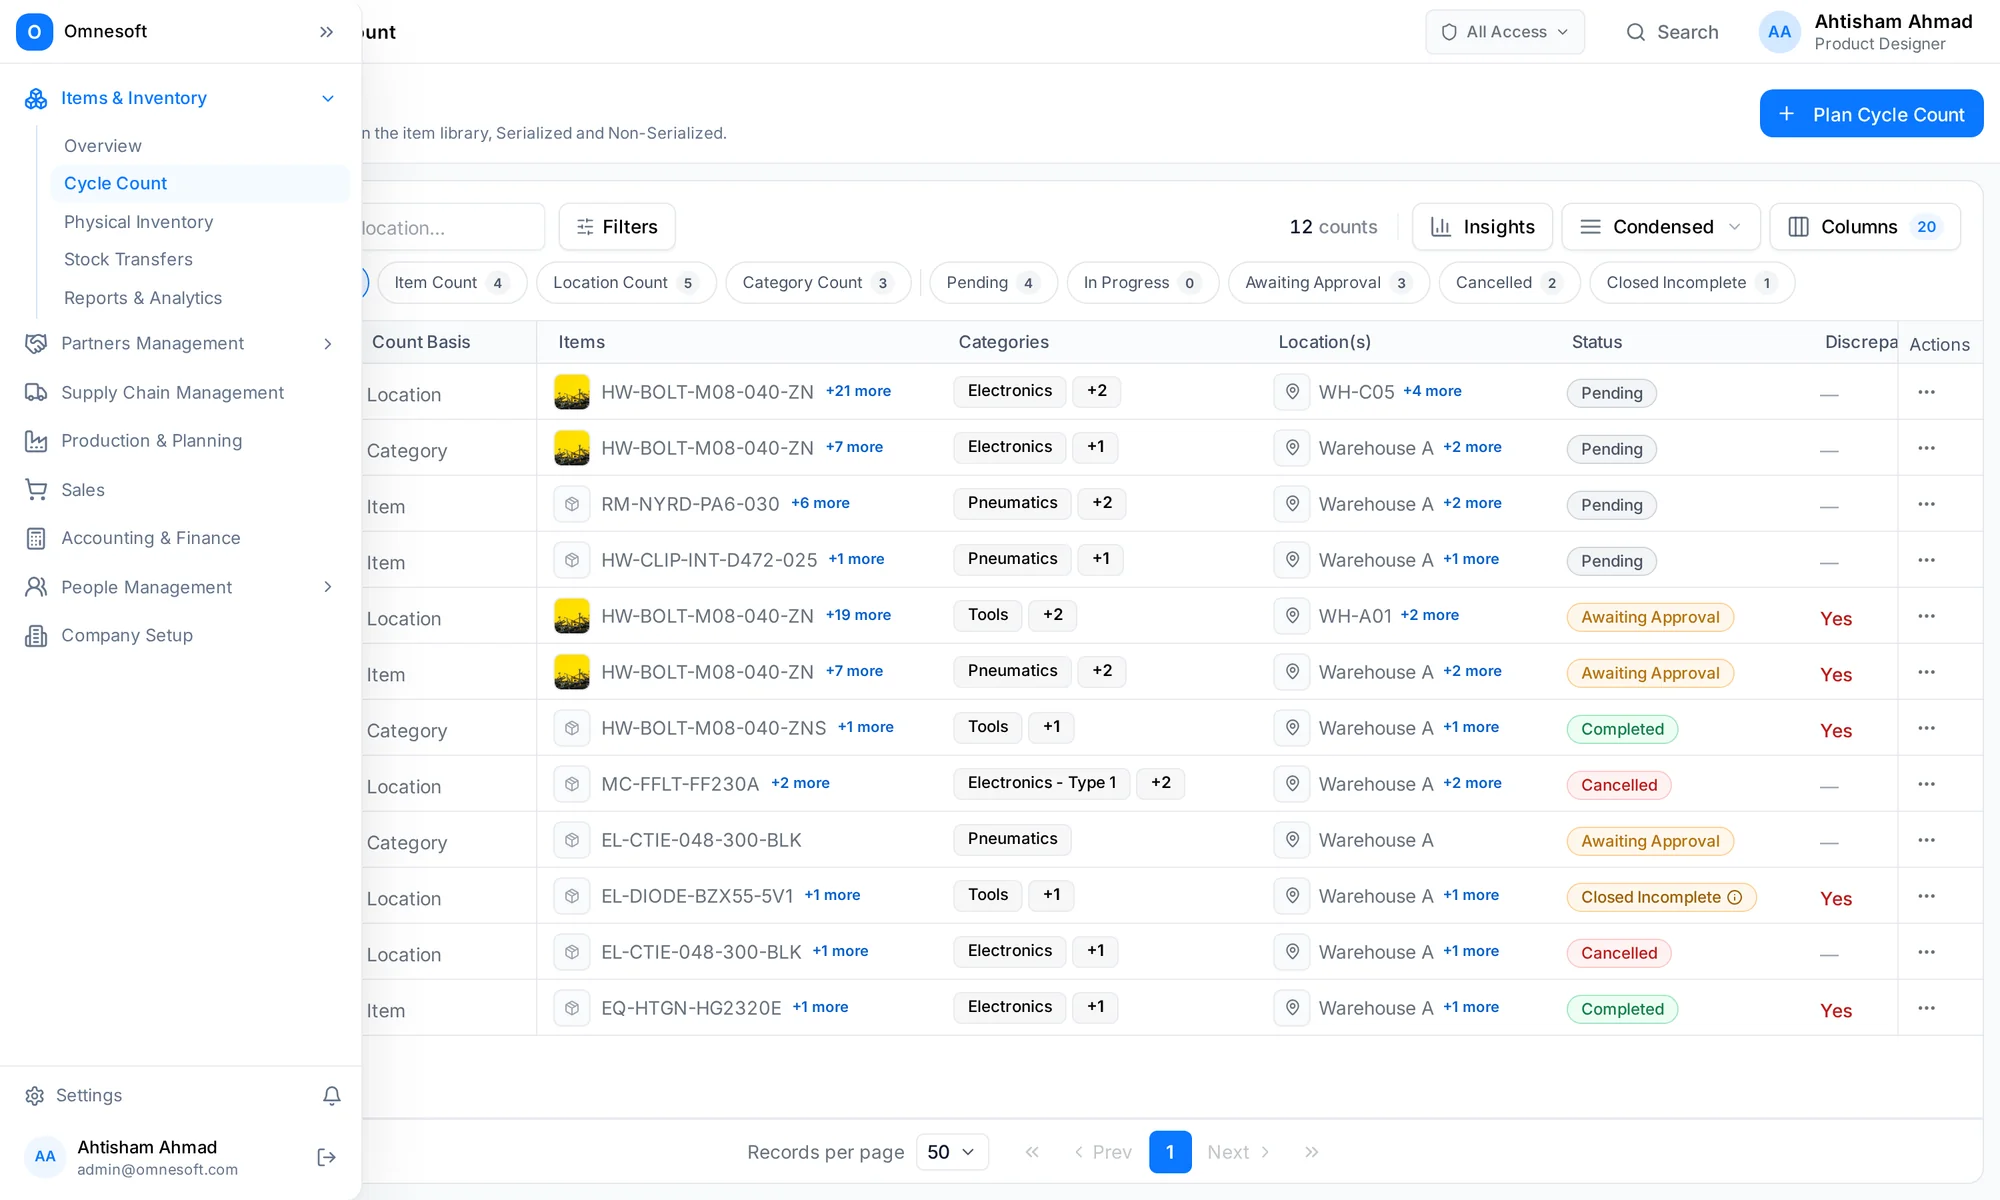 O Omnesoft
ount
All Access
Search
AA
Ahtisham Ahmad
Product Designer
Items & Inventory
Overview
Cycle Count
Physical Inventory
Stock Transfers
Reports & Analytics
Partners Management
Supply Chain Management
Production & Planning
Sales
Accounting & Finance
People Management
Company Setup
Settings
AA
Ahtisham Ahmad
admin@omnesoft.com
n the item library, Serialized and Non-Serialized.
+ Plan Cycle Count
location...
Filters
12 counts
Insights
Condensed
Columns 20
Item Count 4
Location Count 5
Category Count 3
Pending 4
In Progress 0
Awaiting Approval 3
Cancelled 2
Closed Incomplete 1
Count Basis Items Categories Location(s) Status Discrepa Actions
Location HW-BOLT-M08-040-ZN +21 more Electronics +2 WH-C05 +4 more Pending — ...
Category HW-BOLT-M08-040-ZN +7 more Electronics +1 Warehouse A +2 more Pending — ...
Item RM-NYRD-PA6-030 +6 more Pneumatics +2 Warehouse A +2 more Pending — ...
Item HW-CLIP-INT-D472-025 +1 more Pneumatics +1 Warehouse A +1 more Pending — ...
Location HW-BOLT-M08-040-ZN +19 more Tools +2 WH-A01 +2 more Awaiting Approval Yes ...
Item HW-BOLT-M08-040-ZN +7 more Pneumatics +2 Warehouse A +2 more Awaiting Approval Yes ...
Category HW-BOLT-M08-040-ZNS +1 more Tools +1 Warehouse A +1 more Completed Yes ...
Location MC-FFLT-FF230A +2 more Electronics - Type 1 +2 Warehouse A +2 more Cancelled — ...
Category EL-CTIE-048-300-BLK Pneumatics Warehouse A Awaiting Approval — ...
Location EL-DIODE-BZX55-5V1 +1 more Tools +1 Warehouse A +1 more Closed Incomplete Yes ...
Location EL-CTIE-048-300-BLK +1 more Electronics +1 Warehouse A +1 more Cancelled — ...
Item EQ-HTGN-HG2320E +1 more Electronics +1 Warehouse A +1 more Completed Yes ...
Records per page 50 Prev 1 Next